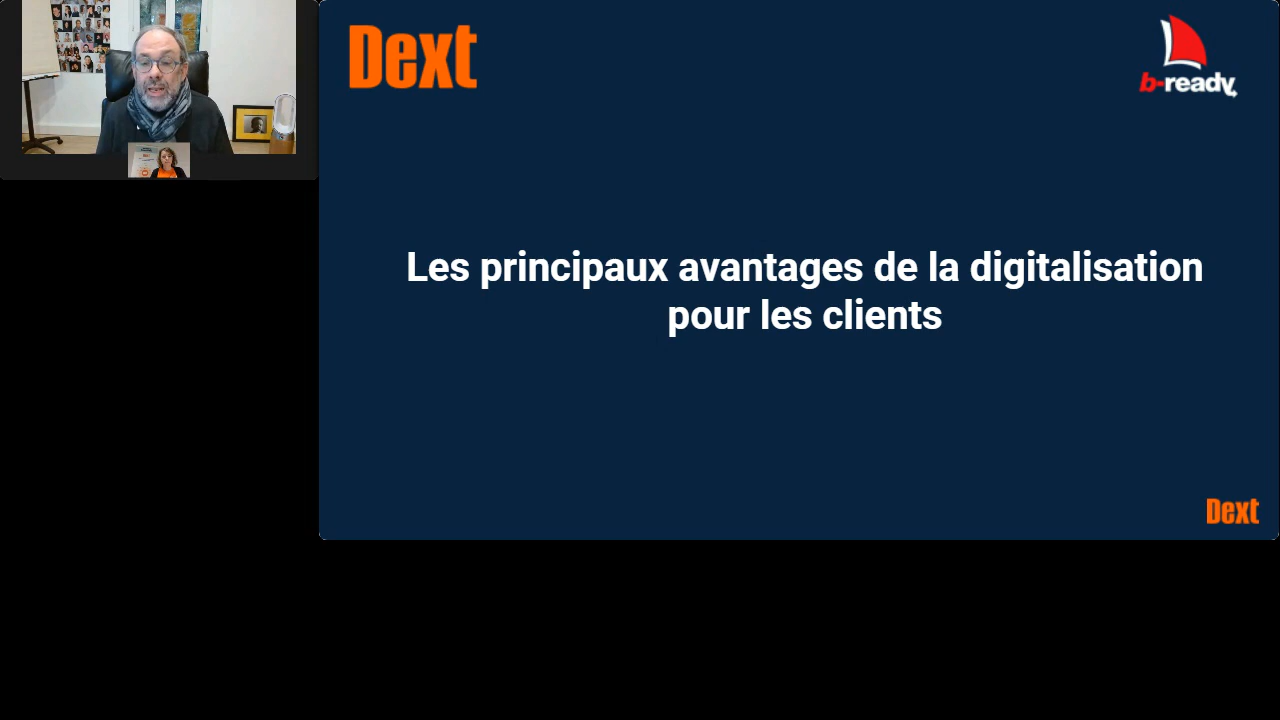 Dext
b-ready
Les principaux avantages de la digitalisation
pour les clients
Dext